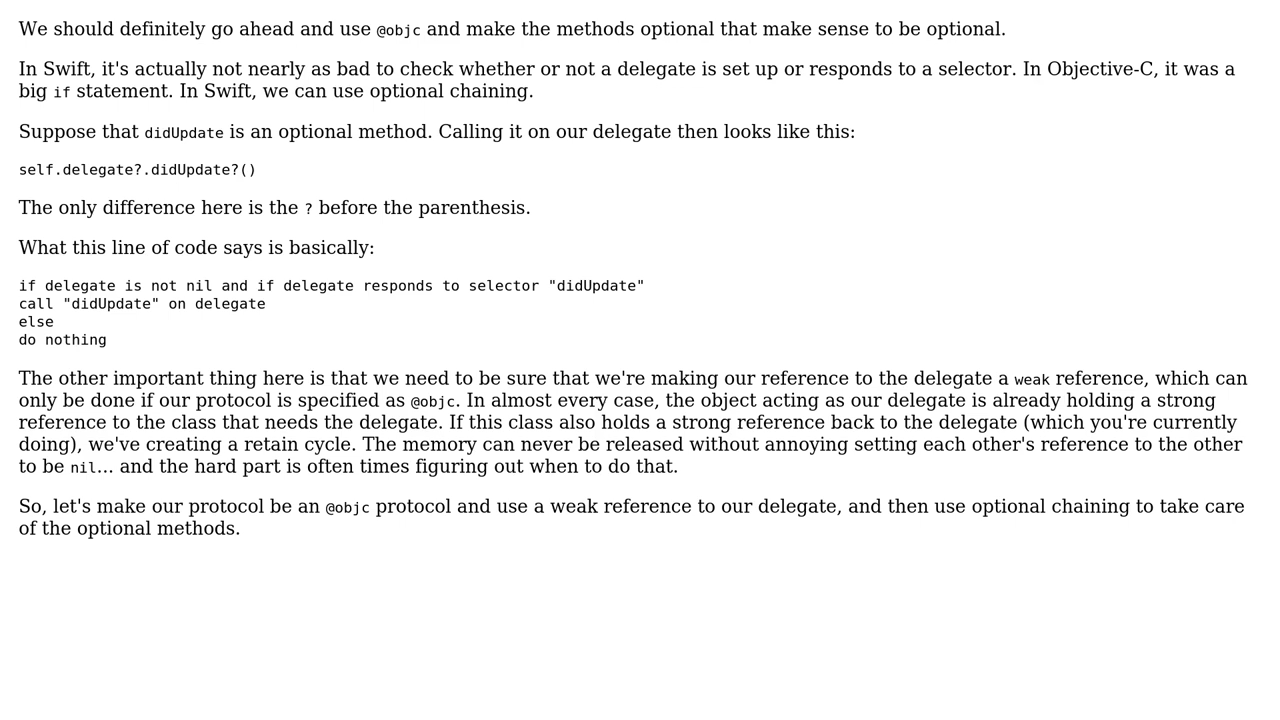 We should definitely go ahead and use @objc and make the methods optional that make sense to be optional.
In Swift, it's actually not nearly as bad to check whether or not a delegate is set up or responds to a selector. In Objective-C, it was a
big if statement. In Swift, we can use optional chaining.
Suppose that didUpdate is an optional method. Calling it on our delegate then looks like this:
self.delegate?.didUpdate?()
The only difference here is the ? before the parenthesis.
What this line of code says is basically:
if delegate is not nil and if delegate responds to selector "didUpdate"
call "didUpdate" on delegate
else
do nothing
The other important thing here is that we need to be sure that we're making our reference to the delegate a weak reference, which can
only be done if our protocol is specified as @objc. In almost every case, the object acting as our delegate is already holding a strong
reference to the class that needs the delegate. If this class also holds a strong reference back to the delegate (which you're currently
doing), we've creating a retain cycle. The memory can never be released without annoying setting each other's reference to the other
to be nil... and the hard part is often times figuring out when to do that.
So, let's make our protocol be an @objc protocol and use a weak reference to our delegate, and then use optional chaining to take care
of the optional methods.